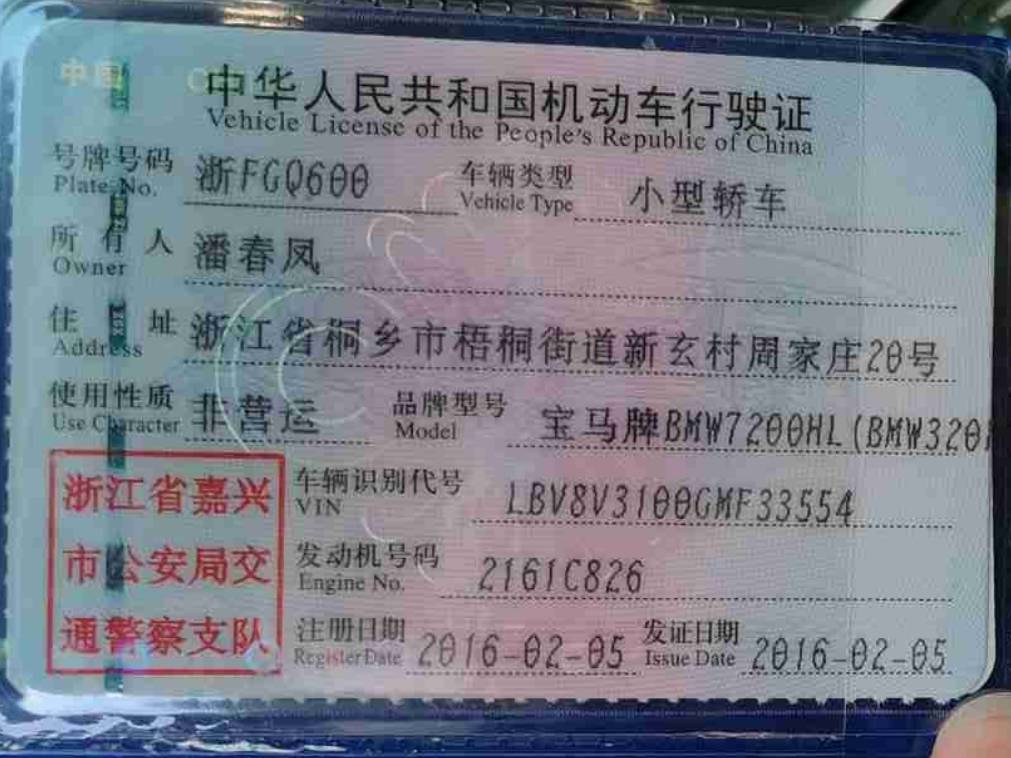 中国
中华人民共和国机动车行驶证
Vehicle License of the People's Republic of China
号牌号码 浙FGQ600 车辆类型 小型轿车
Plate No. Vehicle Type
所有人 潘春凤
Owner
住址 浙江省桐乡市梧桐街道新玄村周家庄20号
Address
使用性质 非营运 品牌型号 宝马牌BMW7200HL(BMW320
Use Character Model
浙江省嘉兴
市公安局交
通警察支队
车辆识别代号 LBV8V3100GMF33554
VIN
发动机号码 2161C826
Engine No.
注册日期 2016-02-05 发证日期 2016-02-05
Register Date Issue Date